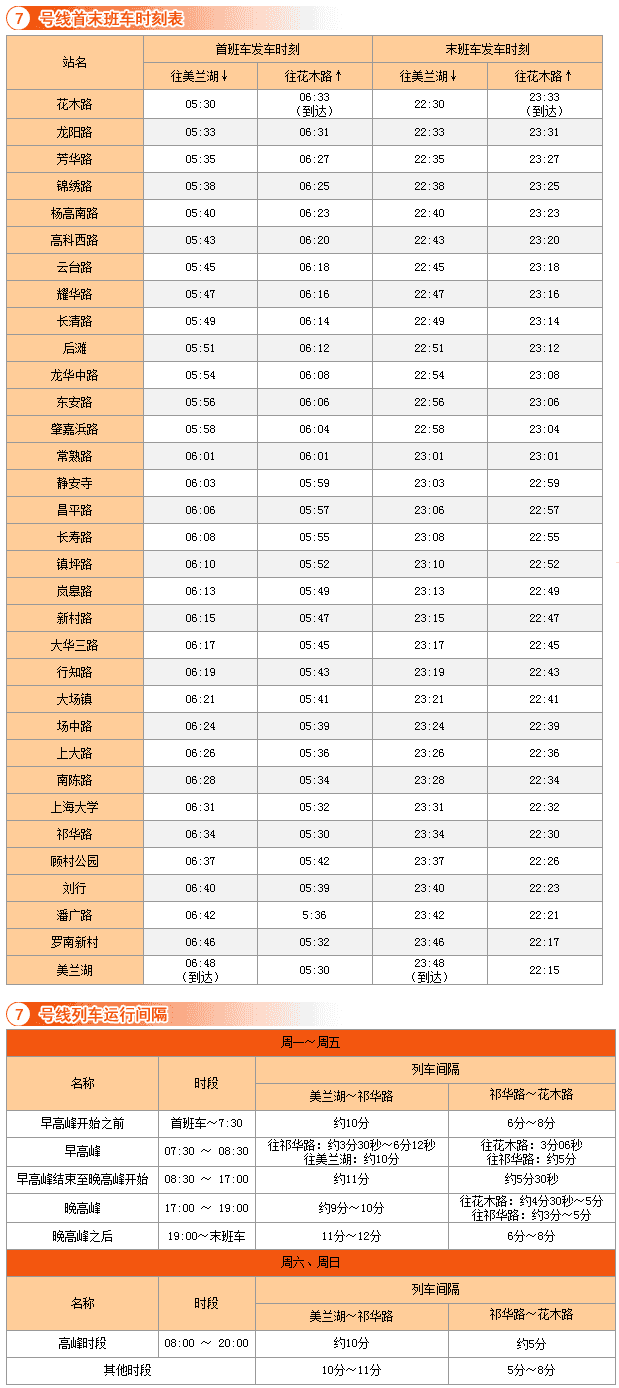 7 号线首末班车时刻表
站名 首班车发车时刻 末班车发车时刻
往美兰湖↓ 往花木路↑ 往美兰湖↓ 往花木路↑
花木路 05:30 06:33 (到达) 22:30 23:33 (到达)
龙阳路 05:33 06:31 22:33 23:31
芳华路 05:35 06:27 22:35 23:27
锦绣路 05:38 06:25 22:38 23:25
杨高南路 05:40 06:23 22:40 23:23
高科西路 05:43 06:20 22:43 23:20
云台路 05:45 06:18 22:45 23:18
耀华路 05:47 06:16 22:47 23:16
长清路 05:49 06:14 22:49 23:14
后滩 05:51 06:12 22:51 23:12
龙华中路 05:54 06:08 22:54 23:08
东安路 05:56 06:06 22:56 23:06
肇嘉浜路 05:58 06:04 22:58 23:04
常熟路 06:01 06:01 23:01 23:01
静安寺 06:03 05:59 23:03 22:59
昌平路 06:06 05:57 23:06 22:57
长寿路 06:08 05:55 23:08 22:55
镇坪路 06:10 05:52 23:10 22:52
岚皋路 06:13 05:49 23:13 22:49
新村路 06:15 05:47 23:15 22:47
大华三路 06:17 05:45 23:17 22:45
行知路 06:19 05:43 23:19 22:43
大场镇 06:21 05:41 23:21 22:41
场中路 06:24 05:39 23:24 22:39
上大路 06:26 05:36 23:26 22:36
南陈路 06:28 05:34 23:28 22:34
上海大学 06:31 05:32 23:31 22:32
祁华路 06:34 05:30 23:34 22:30
顾村公园 06:37 05:42 23:37 22:26
刘行 06:40 05:39 23:40 22:23
潘广路 06:42 5:36 23:42 22:21
罗南新村 06:46 05:32 23:46 22:17
美兰湖 06:48 (到达) 05:30 23:48 (到达) 22:15
7 号线列车运行间隔
周一~周五
名称 时段 列车间隔
美兰湖~祁华路 祁华路~花木路
早高峰开始之前 首班车~7:30 约10分 6分~8分
早高峰 07:30 ~ 08:30 往祁华路: 约3分30秒~6分12秒 往美兰湖: 约10分 往花木路: 3分06秒 往祁华路: 约5分
早高峰结束至晚高峰开始 08:30 ~ 17:00 约11分 约5分30秒
晚高峰 17:00 ~ 19:00 约9分~10分 往花木路: 约4分30秒~5分 往祁华路: 约3分~5分
晚高峰之后 19:00~末班车 11分~12分 6分~8分
周六、周日
名称 时段 列车间隔
美兰湖~祁华路 祁华路~花木路
高峰时段 08:00 ~ 20:00 约10分 约5分
其他时段 10分~11分 5分~8分